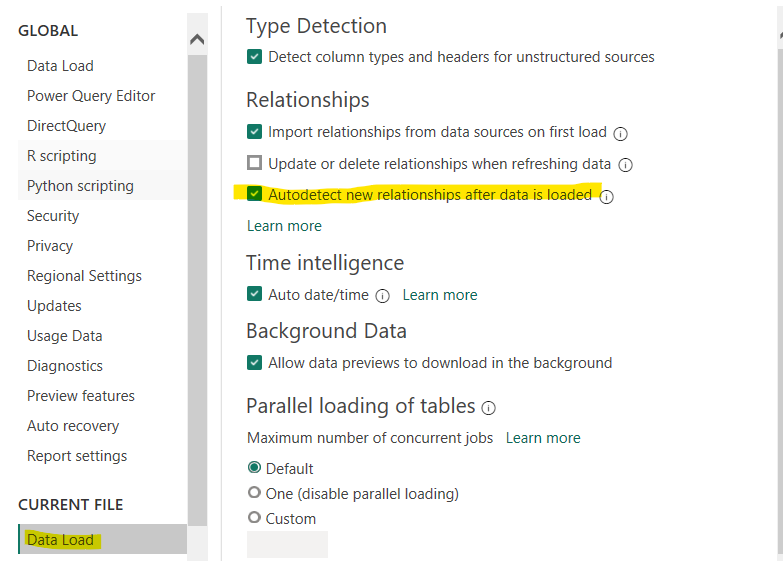 GLOBAL
Data Load
Power Query Editor
DirectQuery
R scripting
Python scripting
Security
Privacy
Regional Settings
Updates
Usage Data
Diagnostics
Preview features
Auto recovery
Report settings
CURRENT FILE
Data Load
Type Detection
Detect column types and headers for unstructured sources
Relationships
Import relationships from data sources on first load
Update or delete relationships when refreshing data
Autodetect new relationships after data is loaded
Learn more
Time intelligence
Auto date/time Learn more
Background Data
Allow data previews to download in the background
Parallel loading of tables
Maximum number of concurrent jobs Learn more
Default
One (disable parallel loading)
Custom